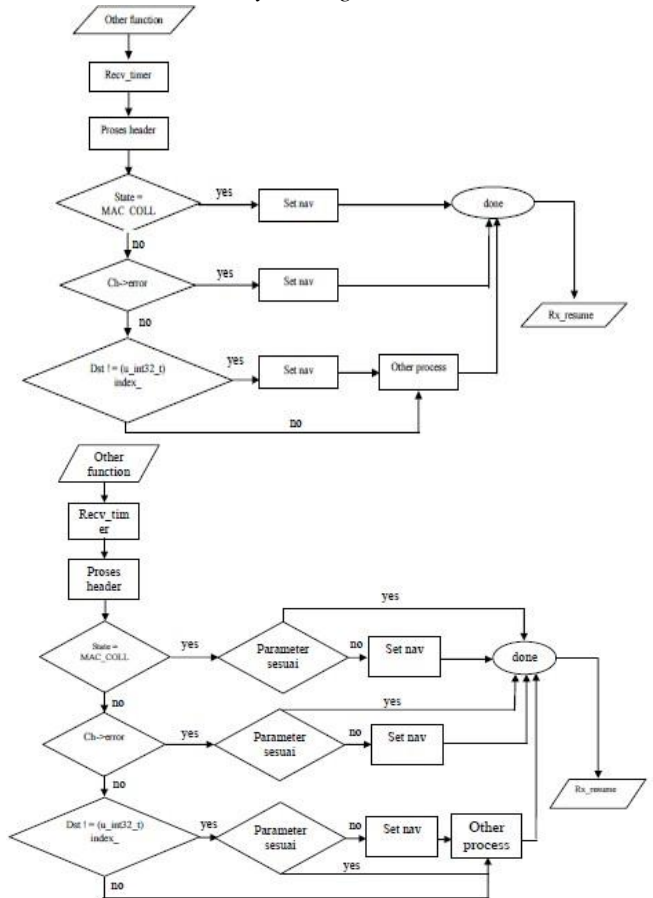 Other function
Recv_timer
Proses header
State =
MAC COLL
yes
Set nav
done
no
Ch->error
yes
Set nav
Rx_resume
no
Dst != (u_int32_t)
index_
yes
Set nav
Other process
no
Other
function
Recv_tim
er
Proses
header
yes
State =
MAC_COLL
yes
Parameter
sesuai
no
Set nav
done
no
yes
Ch->error
yes
Parameter
sesuai
no
Set nav
Rx_resume
no
Dst != (u_int32_t)
index_
yes
Parameter
sesuai
no
Set nav
Other
process
yes
no